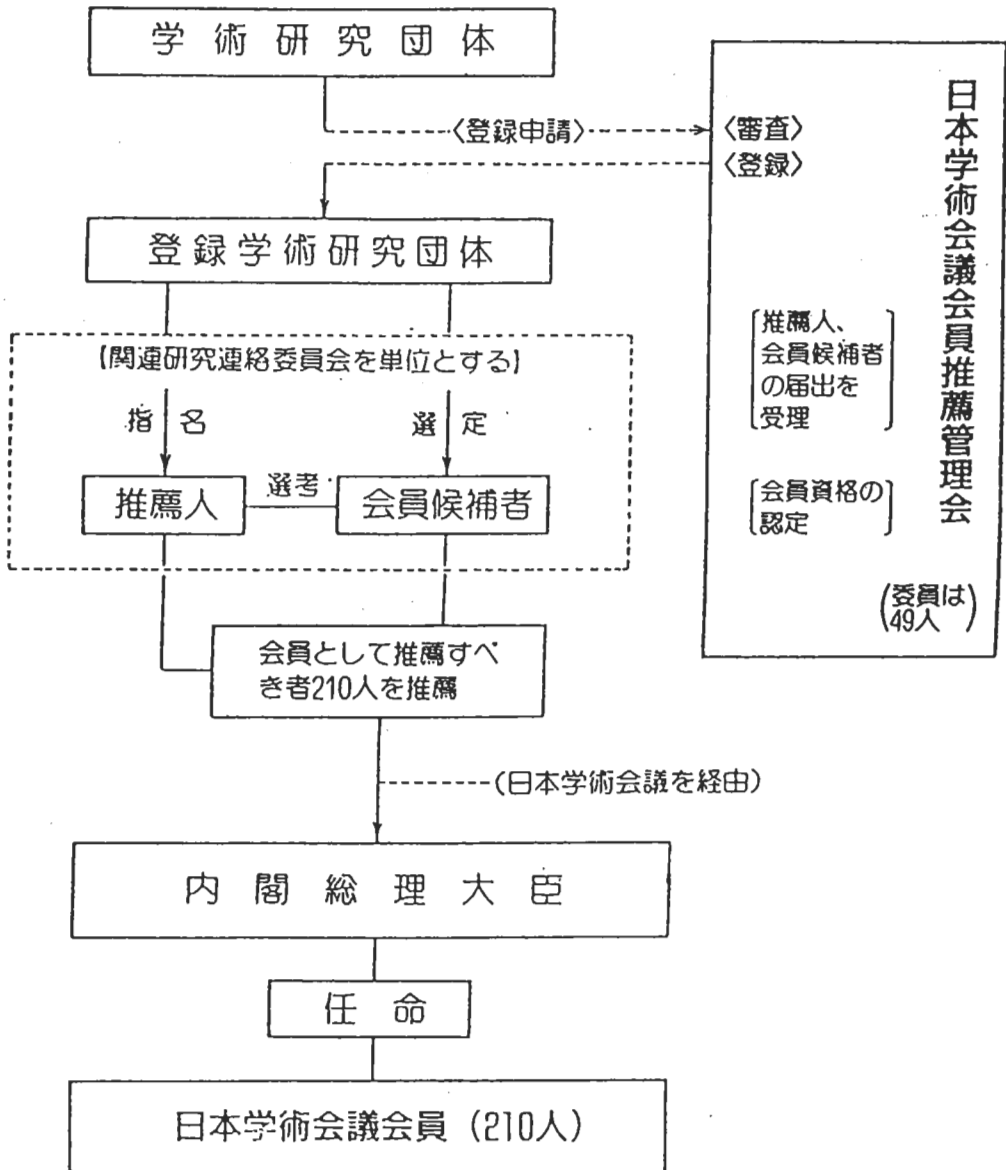 学術研究団体
〈登録申請〉
〈審査〉
〈登録〉
日本学術会議会員推薦管理会
登録学術研究団体
[関連研究連絡委員会を単位とする]
指名
選定
推薦人
選考
会員候補者
推薦人、
会員候補者
の届出を
受理
会員資格の
認定
(委員は
49人)
会員として推薦すべ
き者210人を推薦
(日本学術会議を経由)
内閣総理大臣
任命
日本学術会議会員(210人)